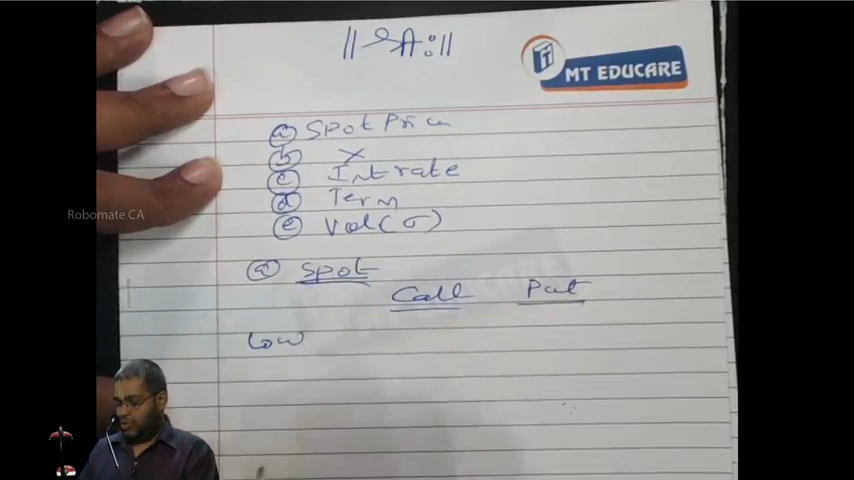 MT EDUCARE
(a) Spot Price
(b) X
(c) Int rate
(d) Term
(e) Vol(σ)
Robomate CA
(a) Spot
Call Put
Low